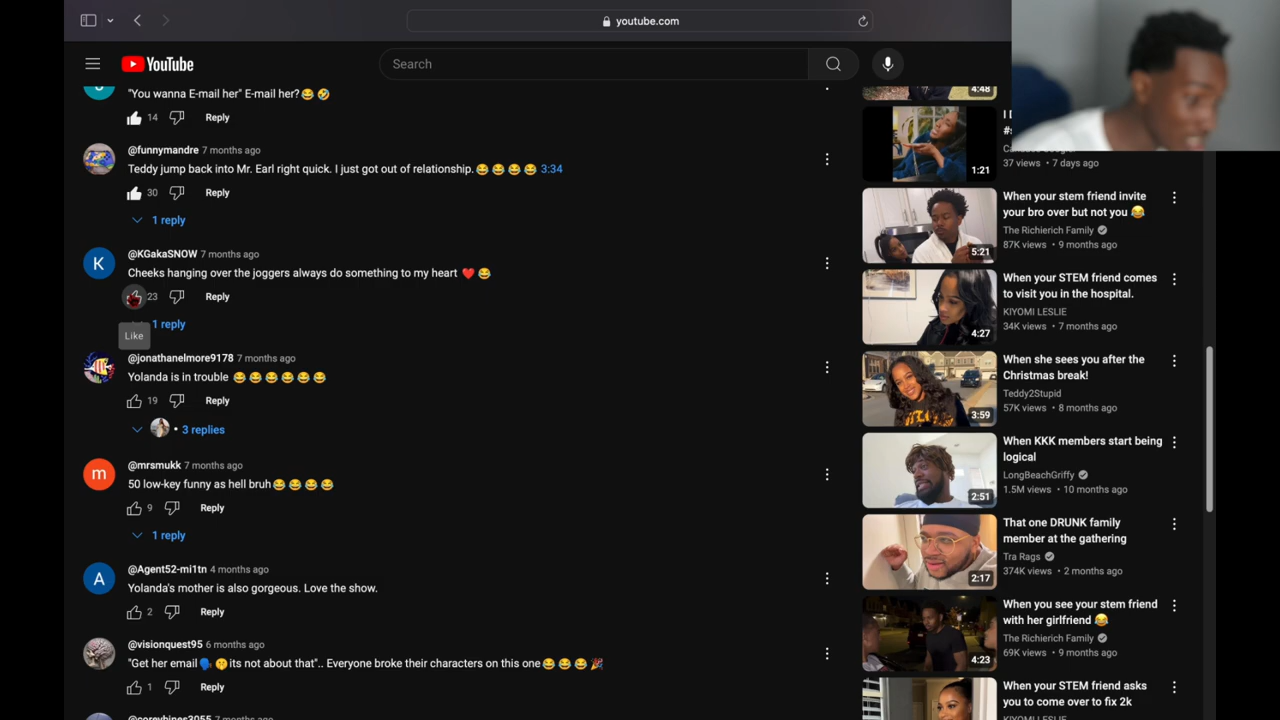 youtube.com
YouTube
Search
"You wanna E-mail her" E-mail her?😂🤣
14 Reply
@funnymandre 7 months ago
Teddy jump back into Mr. Earl right quick. I just got out of relationship. 😂😂😂😂 3:34
30 Reply
1 reply
K
@KGakaSNOW 7 months ago
Cheeks hanging over the joggers always do something to my heart ❤️😂
23 Reply
1 reply
Like
@jonathanelmore9178 7 months ago
Yolanda is in trouble 😂😂😂😂😂😂
19 Reply
• 3 replies
m
@mrsmukk 7 months ago
50 low-key funny as hell bruh😂😂😂😂
9 Reply
1 reply
A
@Agent52-mi1tn 4 months ago
Yolanda's mother is also gorgeous. Love the show.
2 Reply
@visionquest95 6 months ago
"Get her email🗣️🤫its not about that".. Everyone broke their characters on this one😂😂😂🎉
1 Reply
@coreyhines3055 7 months ago
4:48
1:21
37 views • 7 days ago
When your stem friend invite
your bro over but not you 😂
The Richierich Family
87K views • 9 months ago
5:21
When your STEM friend comes
to visit you in the hospital.
KIYOMI LESLIE
34K views • 7 months ago
4:27
When she sees you after the
Christmas break!
Teddy2Stupid
57K views • 8 months ago
3:59
When KKK members start being
logical
LongBeachGriffy
1.5M views • 10 months ago
2:51
That one DRUNK family
member at the gathering
Tra Rags
374K views • 2 months ago
2:17
When you see your stem friend
with her girlfriend 😂
The Richierich Family
69K views • 9 months ago
4:23
When your STEM friend asks
you to come over to fix 2k
KIYOMI LESLIE